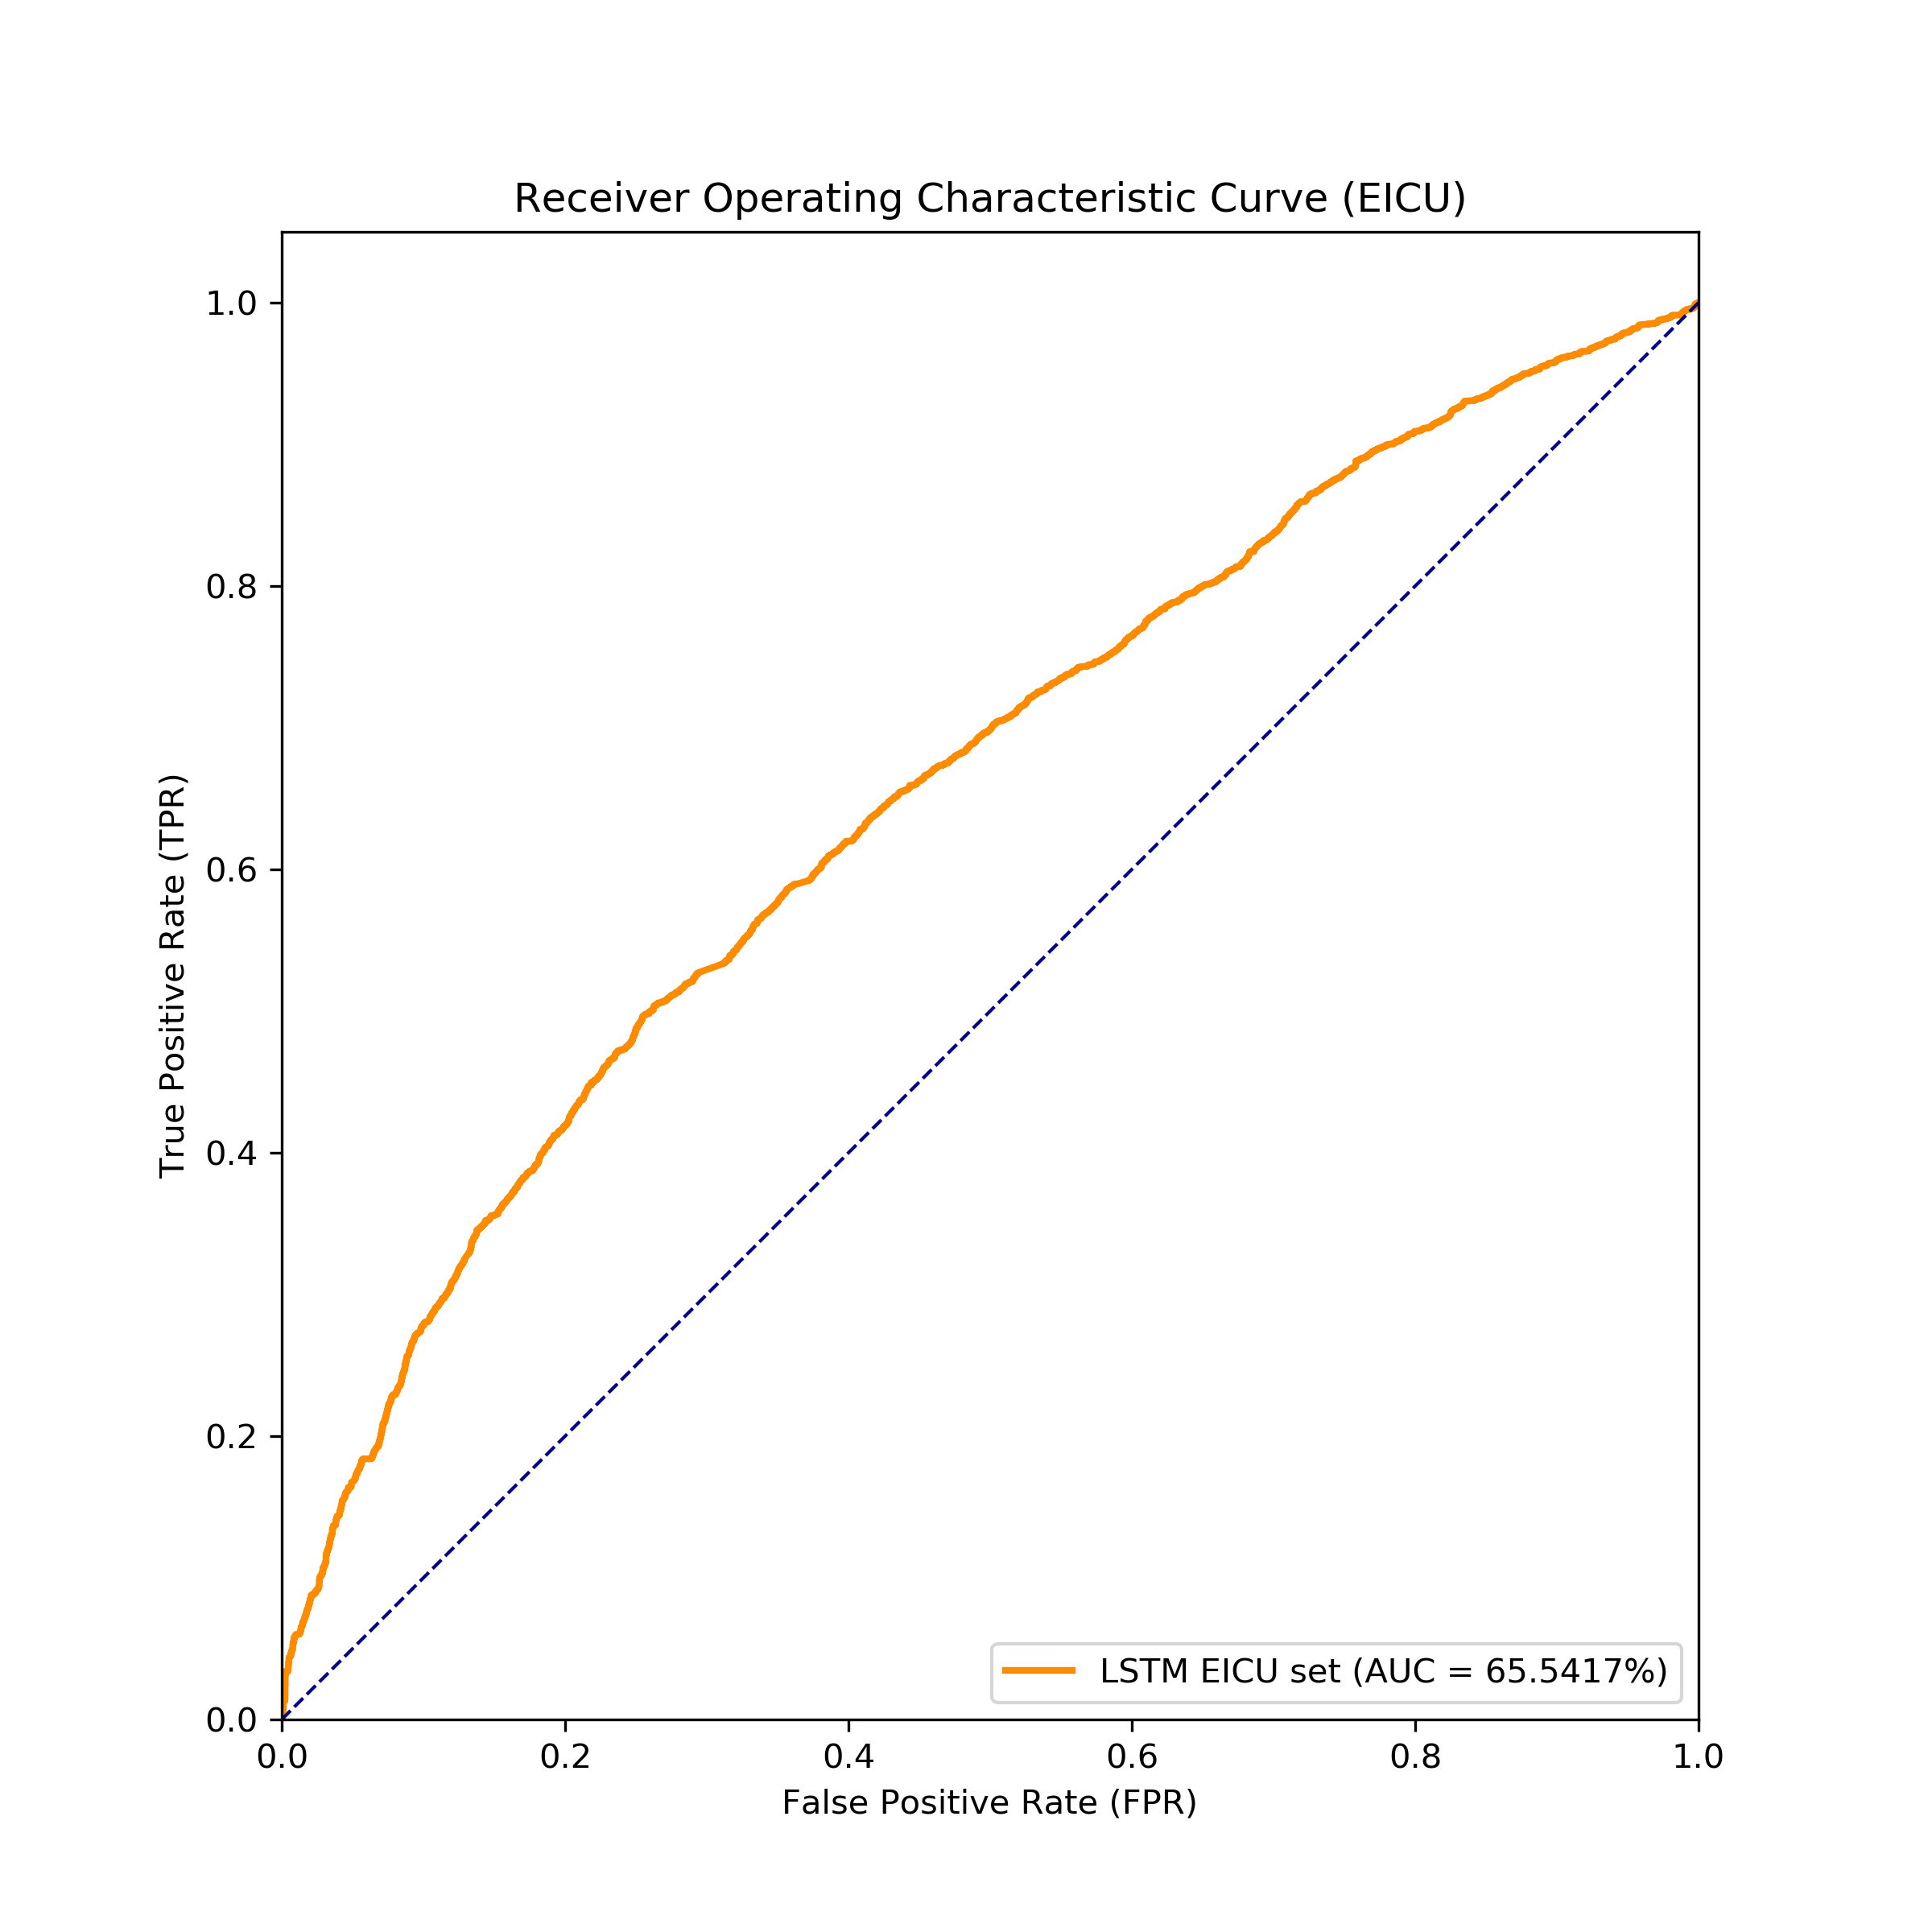 Receiver Operating Characteristic Curve (EICU)
1.0
0.8
0.6
0.4
0.2
0.0
True Positive Rate (TPR)
LSTM EICU set (AUC = 65.5417%)
0.0 0.2 0.4 0.6 0.8 1.0
False Positive Rate (FPR)